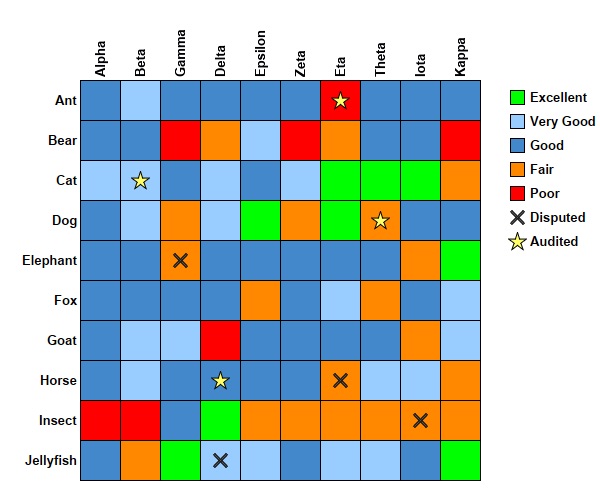 Alpha
Beta
Gamma
Delta
Epsilon
Zeta
Eta
Theta
Iota
Kappa
Ant
Bear
Cat
Dog
Elephant
Fox
Goat
Horse
Insect
Jellyfish
Excellent
Very Good
Good
Fair
Poor
Disputed
Audited